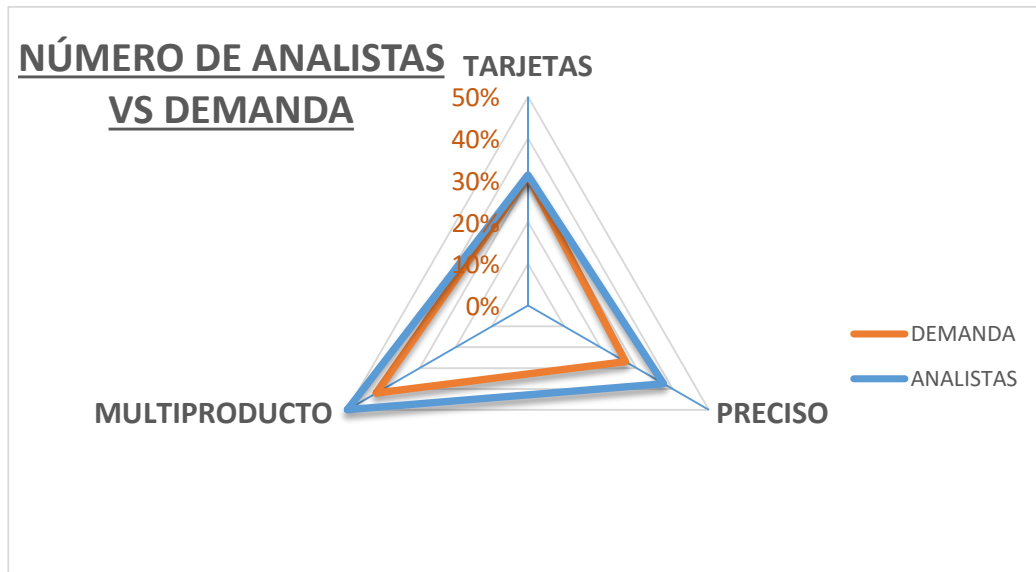 NÚMERO DE ANALISTAS
VS DEMANDA
TARJETAS
50%
40%
30%
20%
10%
0%
MULTIPRODUCTO
PRECISO
DEMANDA
ANALISTAS